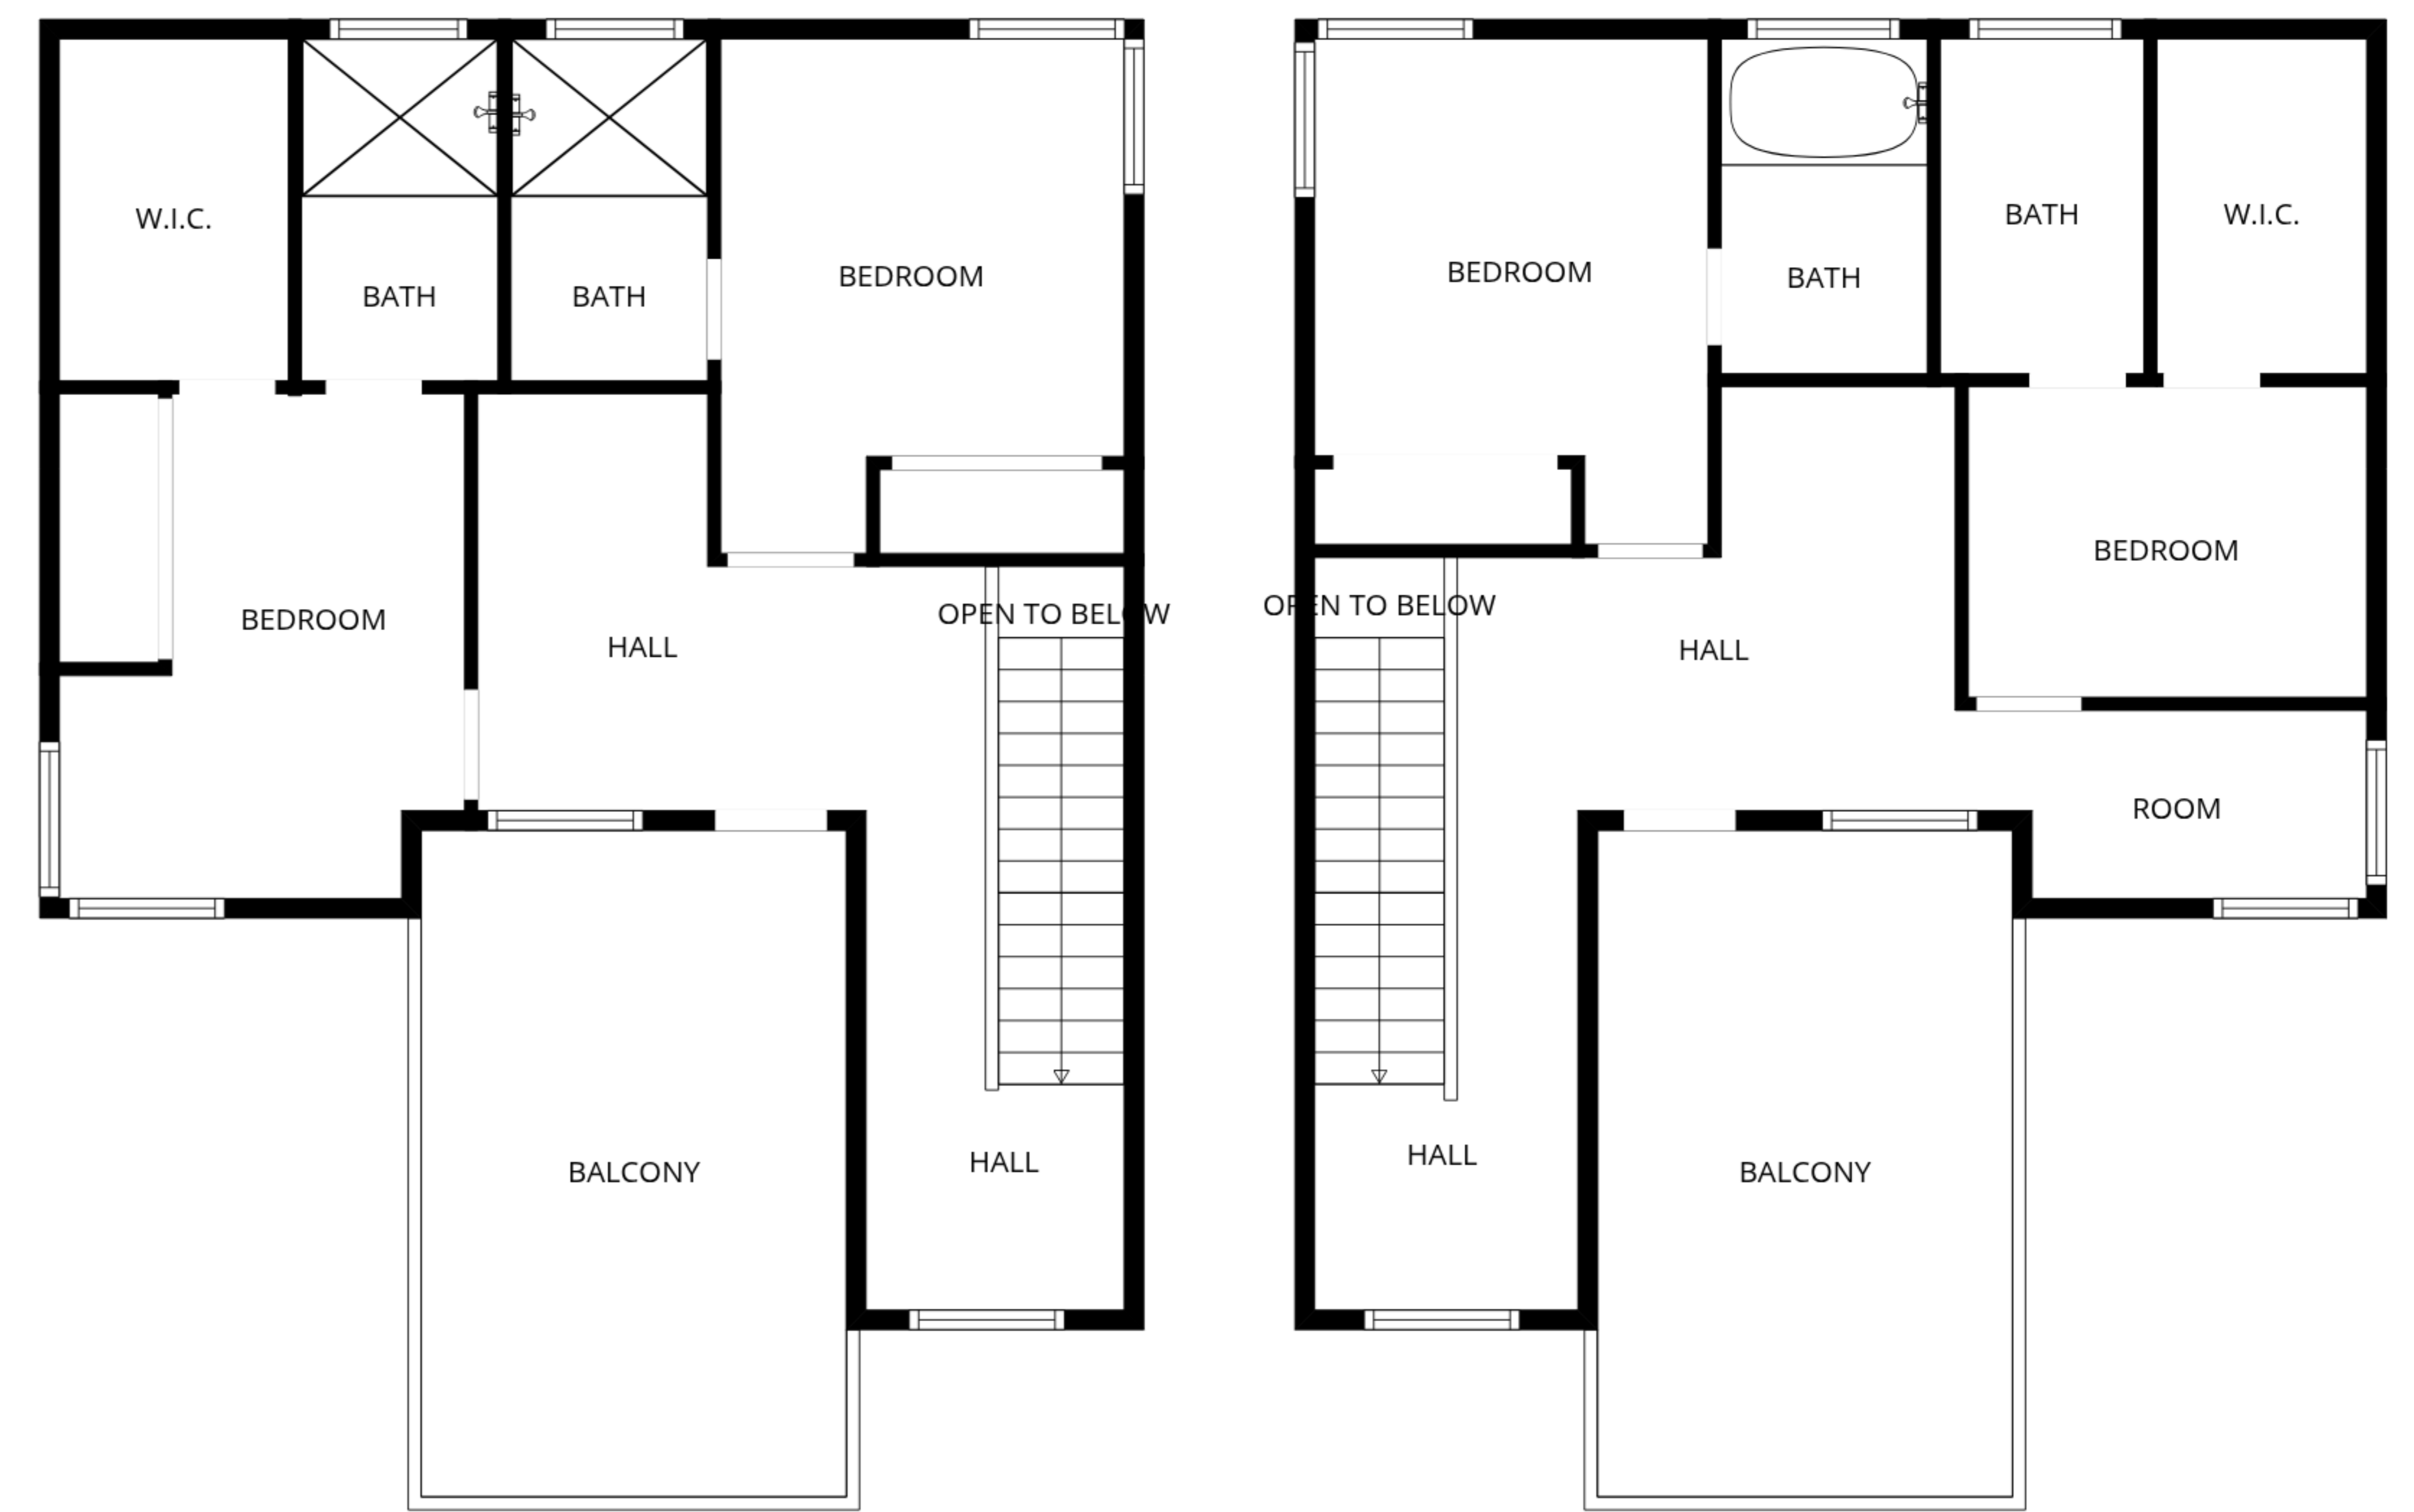 W.I.C.
BATH
BATH
BEDROOM
BEDROOM
HALL
OPEN TO BELOW
BALCONY
HALL
BEDROOM
BATH
BATH
W.I.C.
OPEN TO BELOW
HALL
BEDROOM
ROOM
HALL
BALCONY